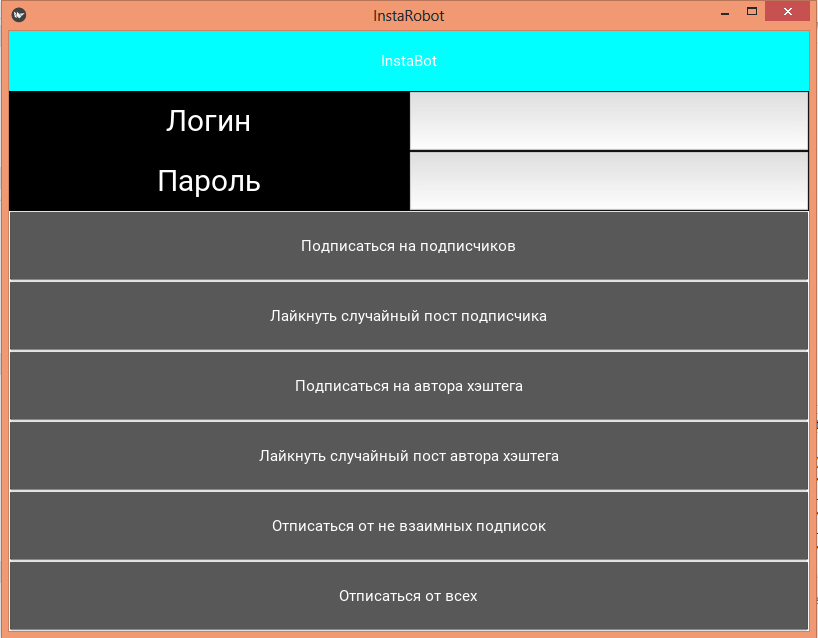 InstaRobot
InstaBot
Логин
Пароль
Подписаться на подписчиков
Лайкнуть случайный пост подписчика
Подписаться на автора хэштега
Лайкнуть случайный пост автора хэштега
Отписаться от не взаимных подписок
Отписаться от всех